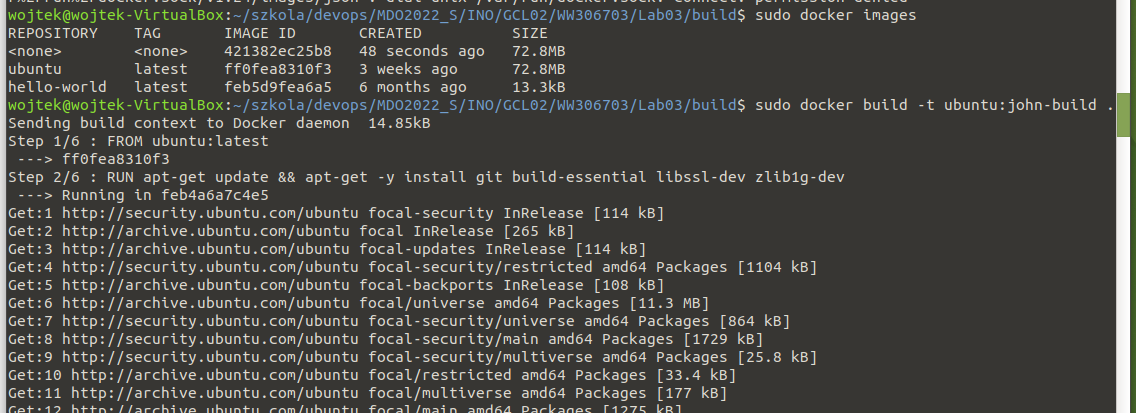 wojtek@wojtek-VirtualBox:~/szkola/devops/MDO2022_S/INO/GCL02/WW306703/Lab03/build$ sudo docker images
REPOSITORY    TAG       IMAGE ID       CREATED          SIZE
<none>        <none>    421382ec25b8   48 seconds ago   72.8MB
ubuntu        latest    ff0fea8310f3   3 weeks ago      72.8MB
hello-world   latest    feb5d9fea6a5   6 months ago     13.3kB
wojtek@wojtek-VirtualBox:~/szkola/devops/MDO2022_S/INO/GCL02/WW306703/Lab03/build$ sudo docker build -t ubuntu:john-build .
Sending build context to Docker daemon  14.85kB
Step 1/6 : FROM ubuntu:latest
 ---> ff0fea8310f3
Step 2/6 : RUN apt-get update && apt-get -y install git build-essential libssl-dev zlib1g-dev
 ---> Running in feb4a6a7c4e5
Get:1 http://security.ubuntu.com/ubuntu focal-security InRelease [114 kB]
Get:2 http://archive.ubuntu.com/ubuntu focal InRelease [265 kB]
Get:3 http://archive.ubuntu.com/ubuntu focal-updates InRelease [114 kB]
Get:4 http://security.ubuntu.com/ubuntu focal-security/restricted amd64 Packages [1104 kB]
Get:5 http://archive.ubuntu.com/ubuntu focal-backports InRelease [108 kB]
Get:6 http://archive.ubuntu.com/ubuntu focal/universe amd64 Packages [11.3 MB]
Get:7 http://security.ubuntu.com/ubuntu focal-security/universe amd64 Packages [864 kB]
Get:8 http://security.ubuntu.com/ubuntu focal-security/main amd64 Packages [1729 kB]
Get:9 http://security.ubuntu.com/ubuntu focal-security/multiverse amd64 Packages [25.8 kB]
Get:10 http://archive.ubuntu.com/ubuntu focal/restricted amd64 Packages [33.4 kB]
Get:11 http://archive.ubuntu.com/ubuntu focal/multiverse amd64 Packages [177 kB]
Get:12 http://archive.ubuntu.com/ubuntu focal/main amd64 Packages [1275 kB]